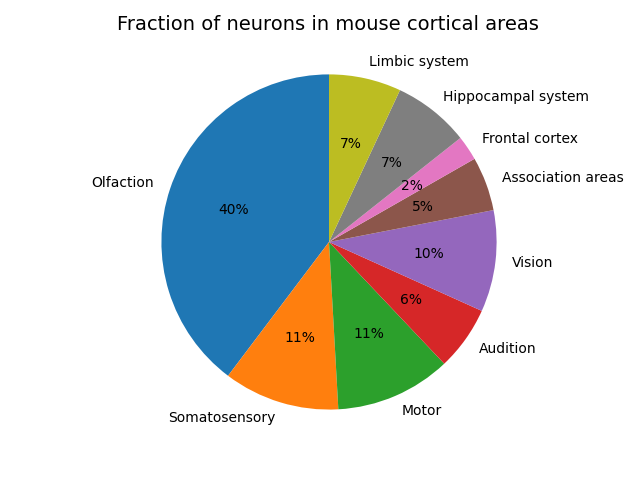 Fraction of neurons in mouse cortical areas
Limbic system
7%
Hippocampal system
7%
Frontal cortex
2%
Association areas
5%
Vision
10%
Audition
6%
Motor
11%
Somatosensory
11%
Olfaction
40%